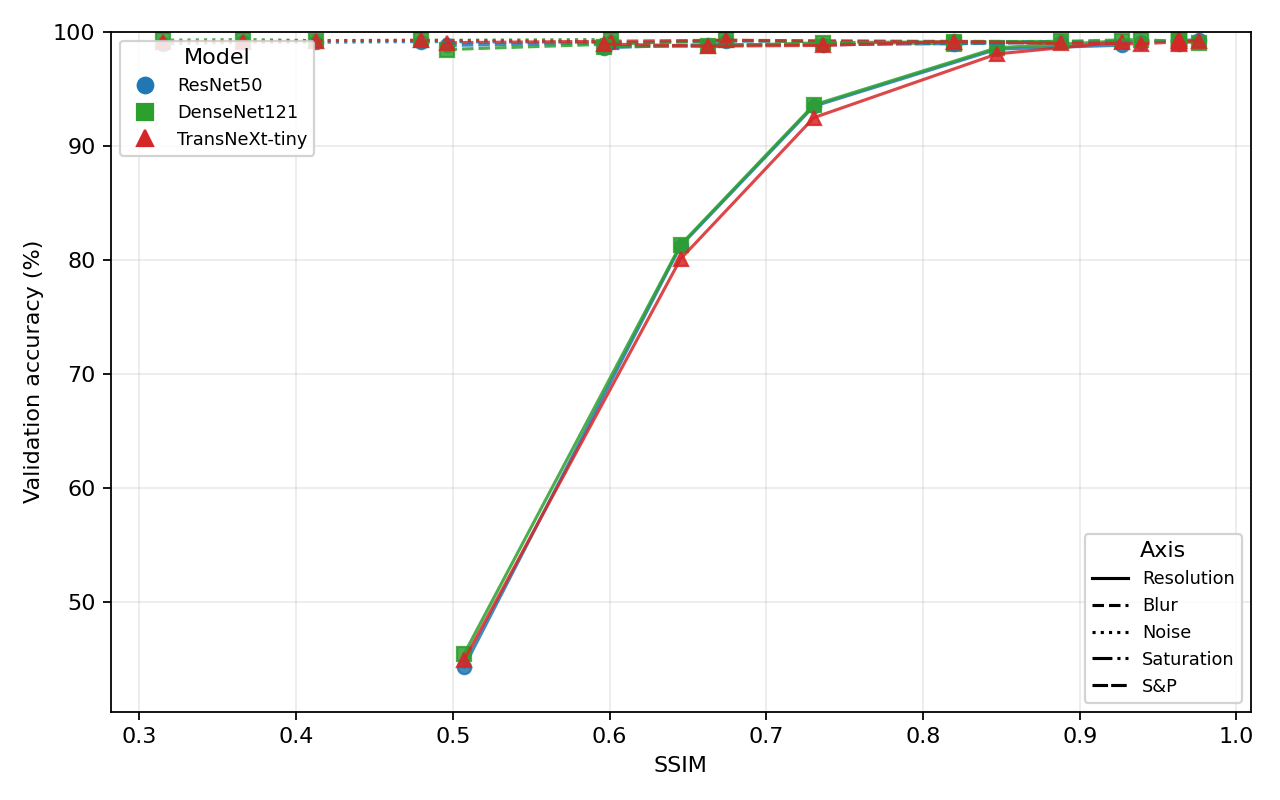 Model
ResNet50
DenseNet121
TransNeXt-tiny
Validation accuracy (%)
100
90
80
70
60
50
Axis
Resolution
Blur
Noise
Saturation
S&P
0.3 0.4 0.5 0.6 0.7 0.8 0.9 1.0
SSIM